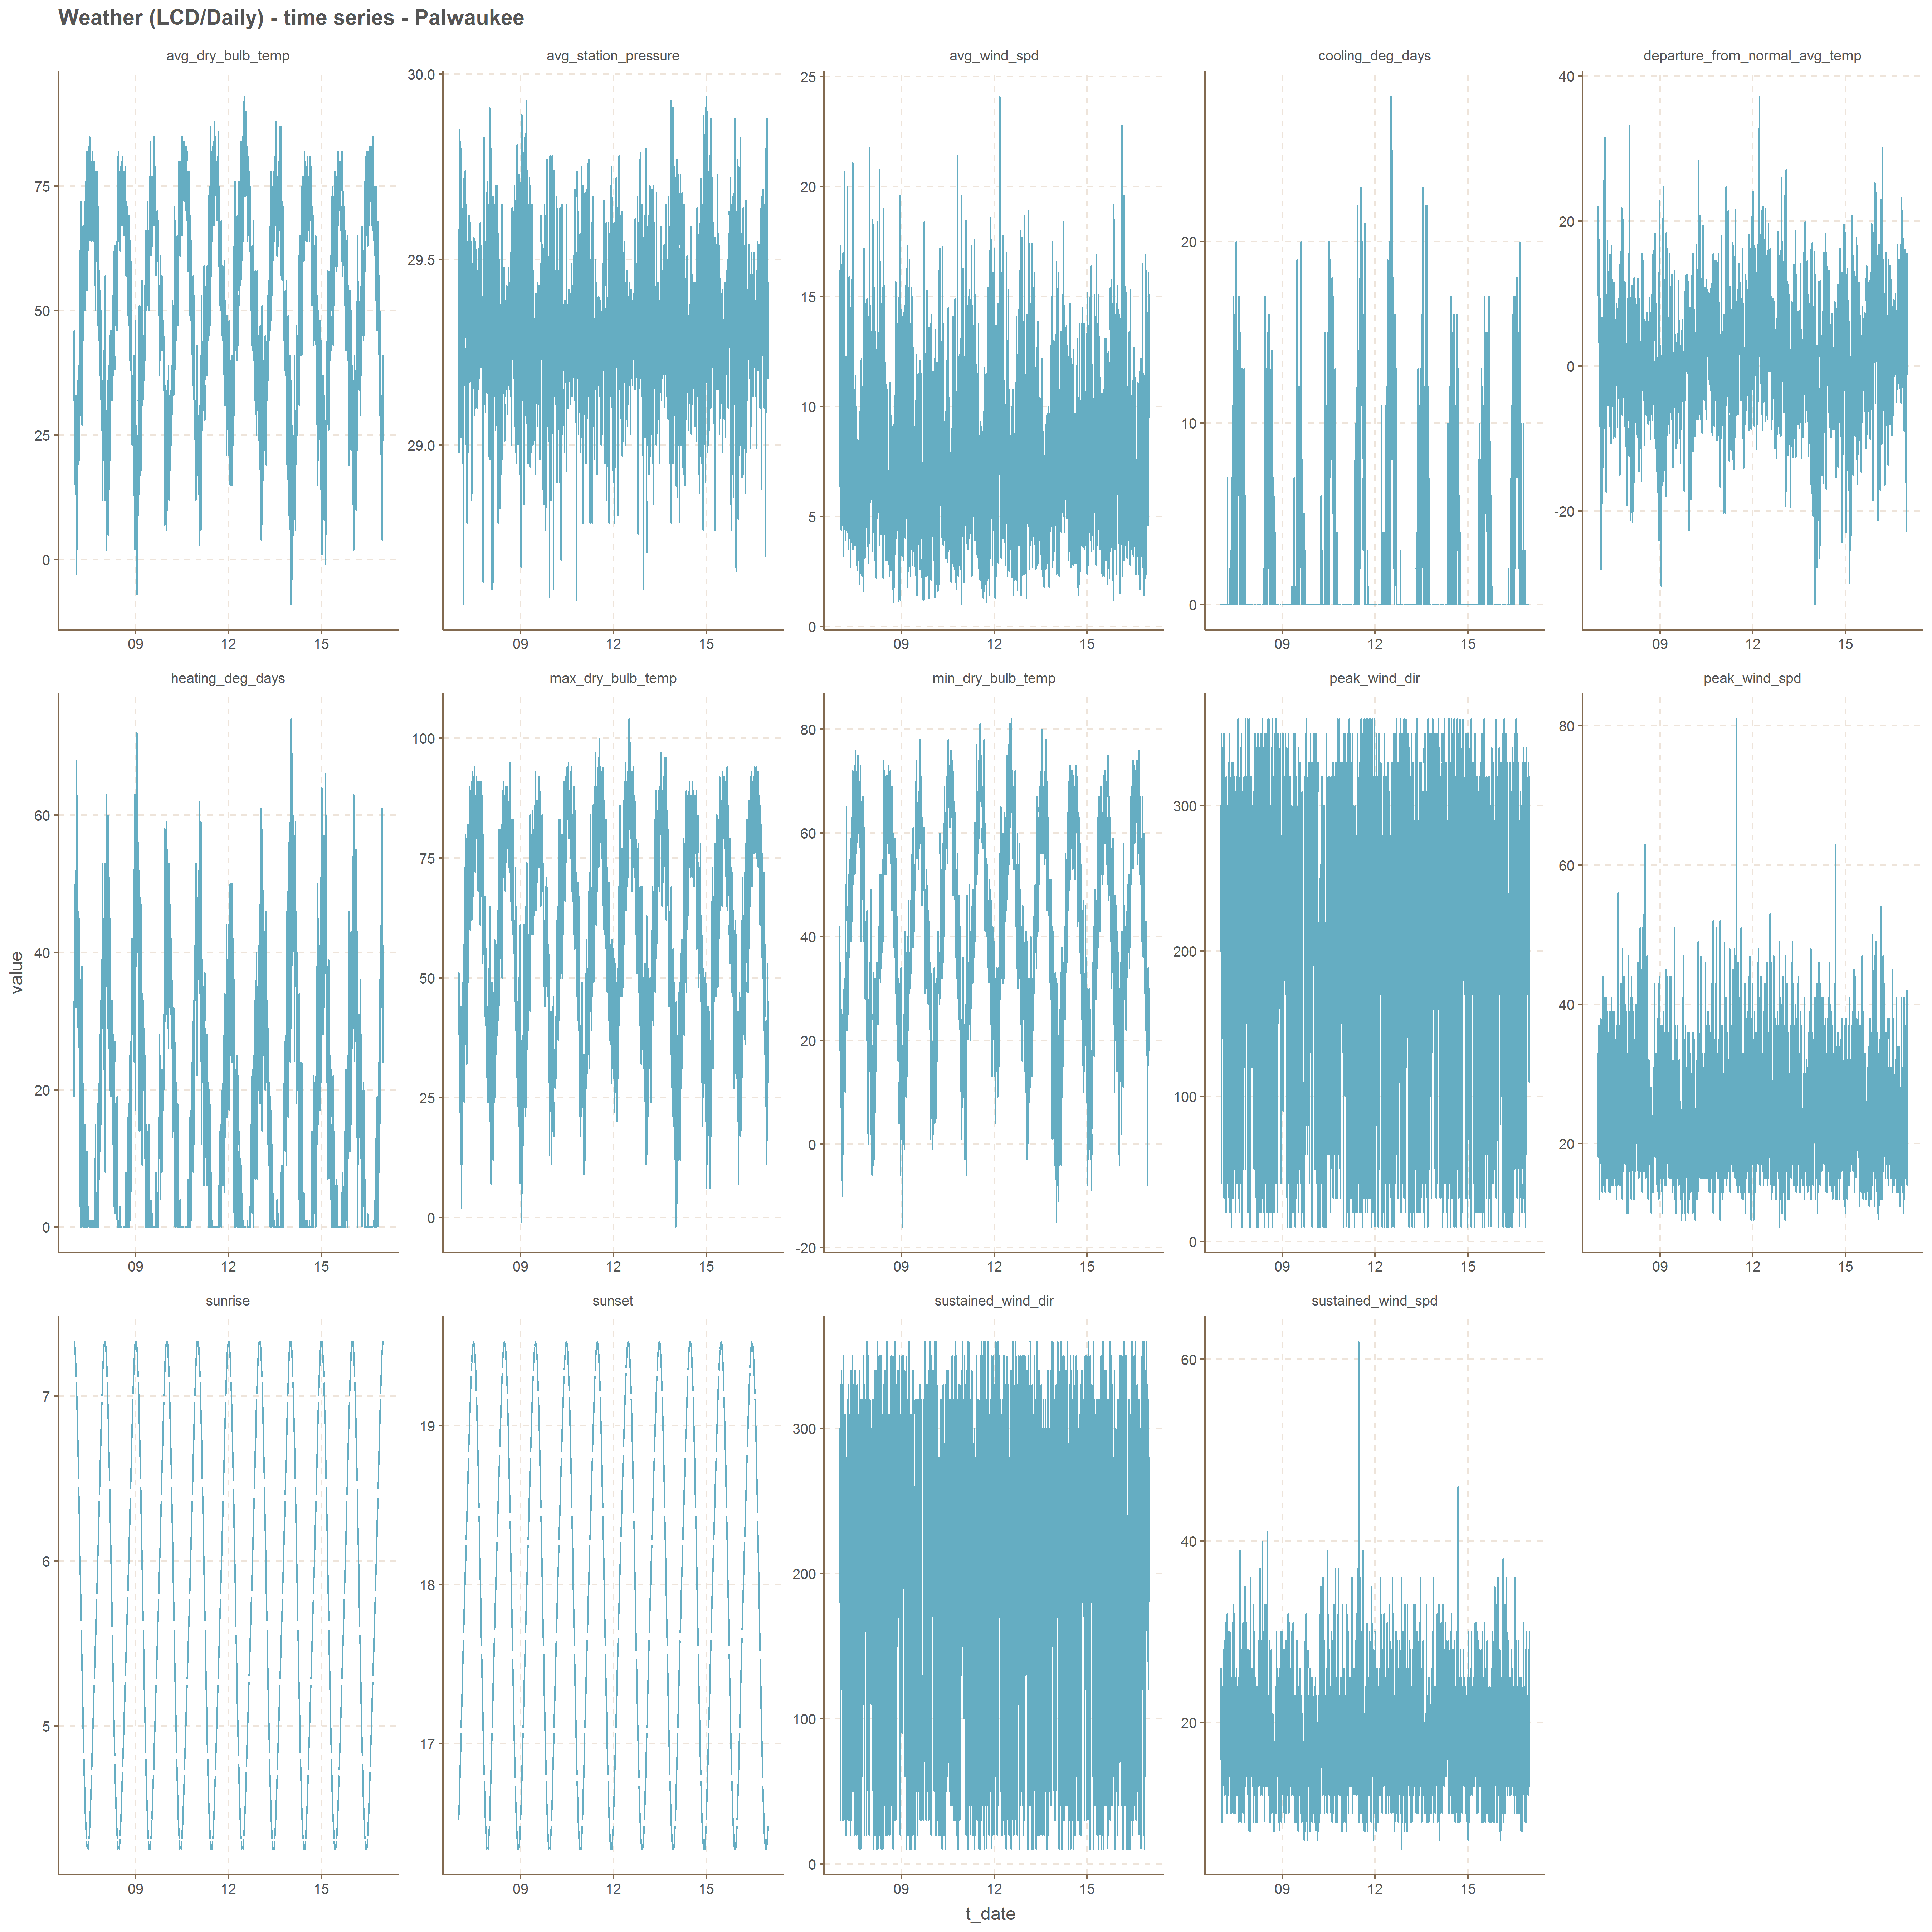 Weather (LCD/Daily) - time series - Palwaukee
avg_dry_bulb_temp
avg_station_pressure
avg_wind_spd
cooling_deg_days
departure_from_normal_avg_temp
75
50
25
0
09 12 15
30.0
29.5
29.0
09 12 15
25
20
15
10
5
0
09 12 15
20
10
0
09 12 15
40
20
0
-20
09 12 15
heating_deg_days
max_dry_bulb_temp
min_dry_bulb_temp
peak_wind_dir
peak_wind_spd
value
60
40
20
0
09 12 15
100
75
50
25
0
09 12 15
80
60
40
20
0
-20
09 12 15
300
200
100
0
09 12 15
80
60
40
20
09 12 15
sunrise
sunset
sustained_wind_dir
sustained_wind_spd
7
6
5
09 12 15
19
18
17
09 12 15
300
200
100
0
09 12 15
60
40
20
09 12 15
t_date